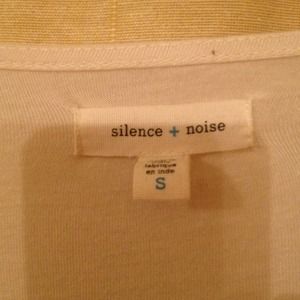 silence + noise
fabriqué
en inde
S